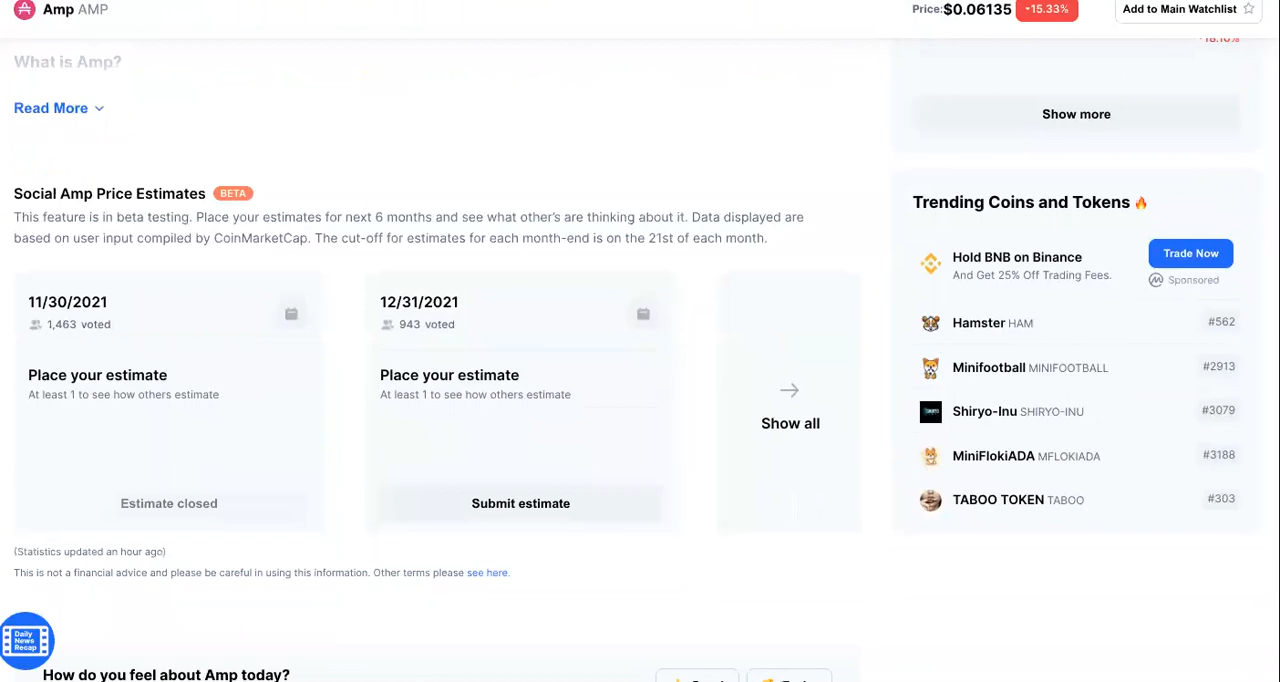 Amp AMP
Price:$0.06135 -15.33%
Add to Main Watchlist
What is Amp?
Read More
Show more
Social Amp Price Estimates BETA
This feature is in beta testing. Place your estimates for next 6 months and see what other's are thinking about it. Data displayed are
based on user input compiled by CoinMarketCap. The cut-off for estimates for each month-end is on the 21st of each month.
11/30/2021
1,463 voted
Place your estimate
At least 1 to see how others estimate
Estimate closed
12/31/2021
943 voted
Place your estimate
At least 1 to see how others estimate
Submit estimate
Show all
(Statistics updated an hour ago)
This is not a financial advice and please be careful in using this information. Other terms please see here.
Trending Coins and Tokens
Hold BNB on Binance
And Get 25% Off Trading Fees.
Trade Now
Sponsored
Hamster HAM #562
Minifootball MINIFOOTBALL #2913
Shiryo-Inu SHIRYO-INU #3079
MiniFlokiADA MFLOKIADA #3188
TABOO TOKEN TABOO #303
Daily
News
Recap
How do you feel about Amp today?